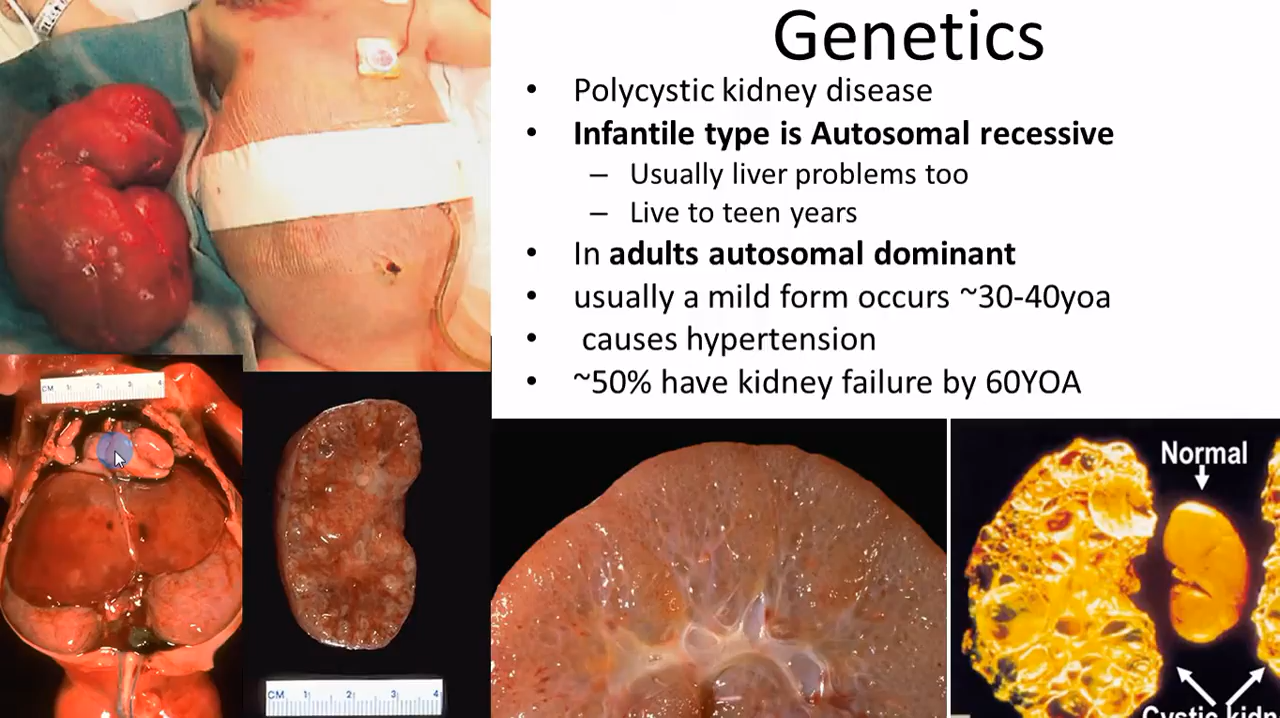 Genetics
• Polycystic kidney disease
• Infantile type is Autosomal recessive
– Usually liver problems too
– Live to teen years
• In adults autosomal dominant
• usually a mild form occurs ~30-40yoa
• causes hypertension
• ~50% have kidney failure by 60YOA
CM 1 2 3 4
Normal
CM 1 2 3 4
Cystic